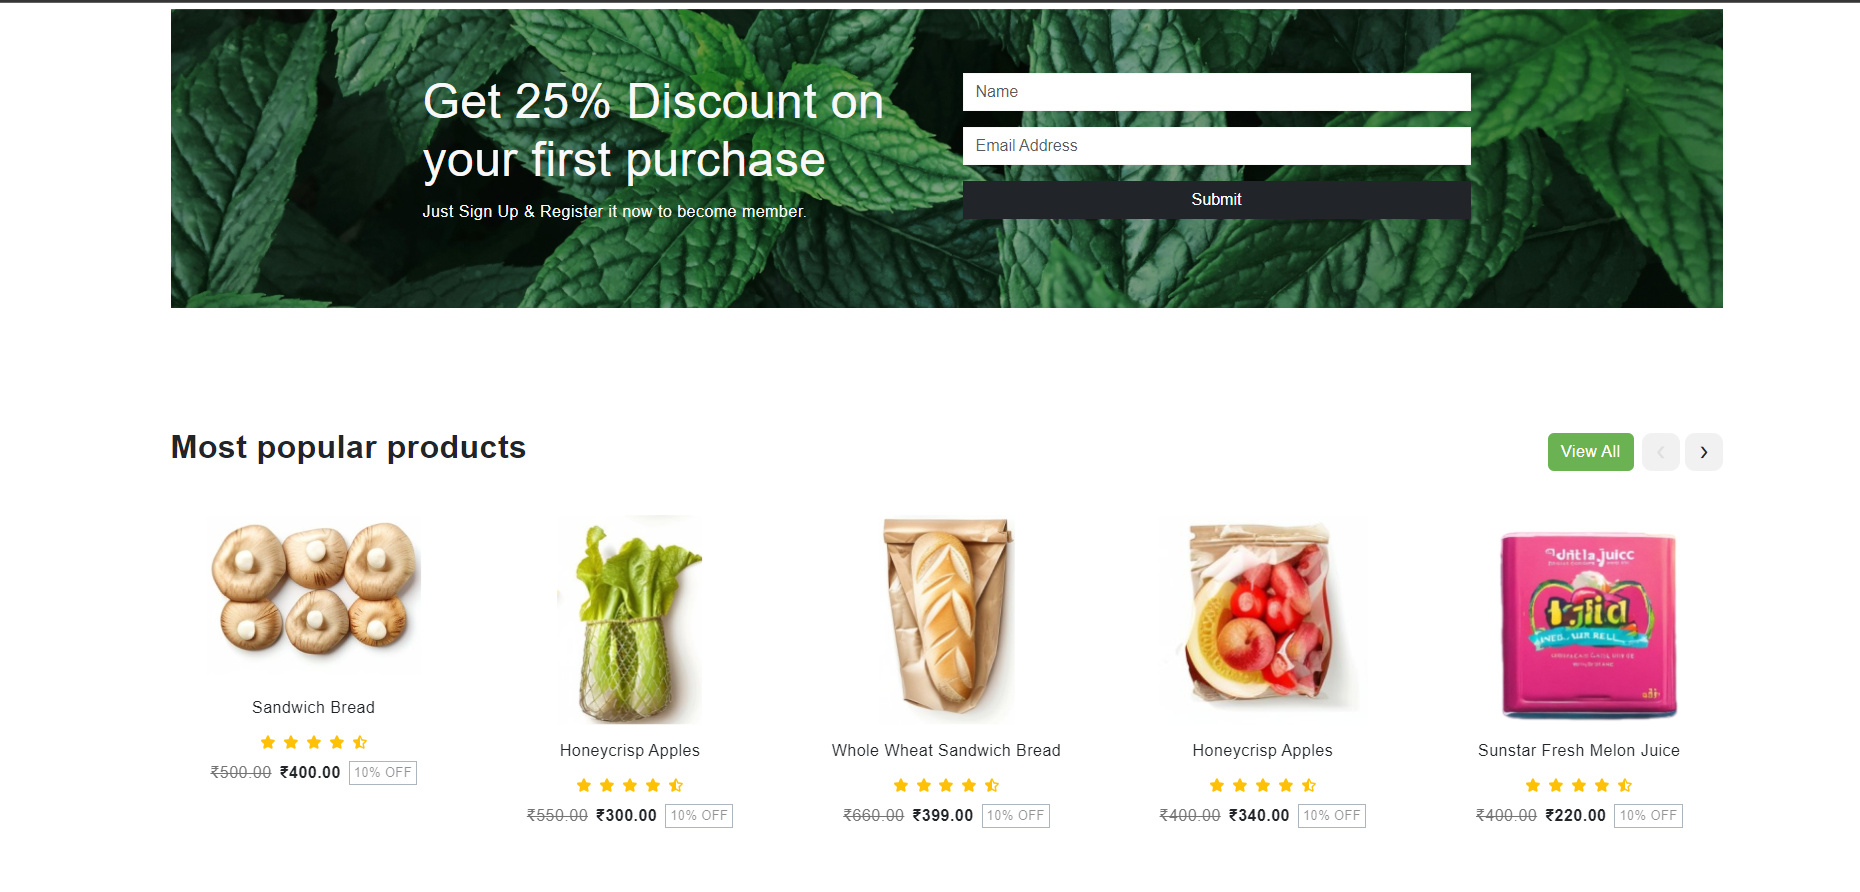 Get 25% Discount on
your first purchase
Just Sign Up & Register it now to become member.
Name
Email Address
Submit
Most popular products
View All
Sandwich Bread
₹500.00 ₹400.00 10% OFF
Honeycrisp Apples
₹550.00 ₹300.00 10% OFF
Whole Wheat Sandwich Bread
₹660.00 ₹399.00 10% OFF
Honeycrisp Apples
₹400.00 ₹340.00 10% OFF
Sunstar Fresh Melon Juice
₹400.00 ₹220.00 10% OFF